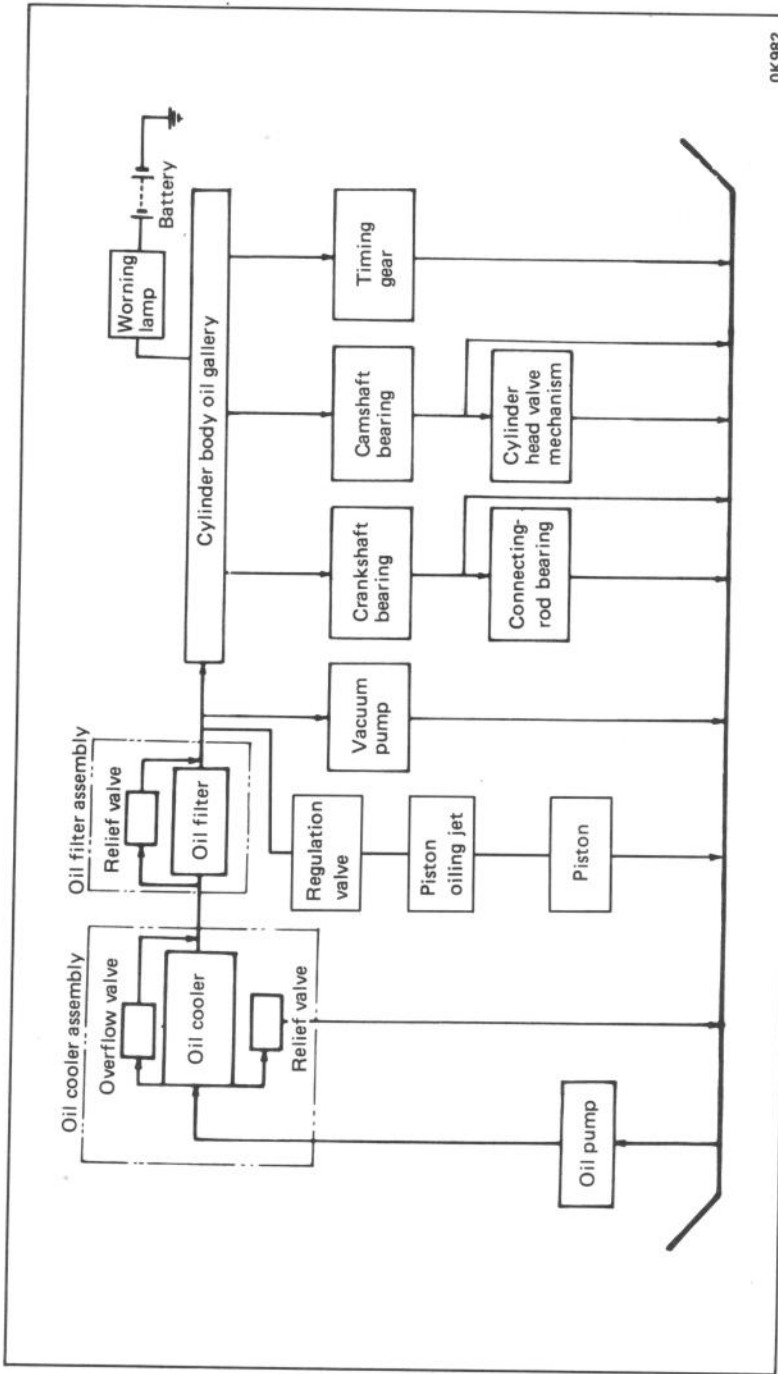 Oil cooler assembly
Overflow valve
Oil cooler
Relief valve
Oil pump
Oil filter assembly
Relief valve
Oil filter
Regulation
valve
Piston
oiling jet
Piston
Vacuum
pump
Cylinder body oil gallery
Worning
lamp
Battery
Crankshaft
bearing
Connecting-
rod bearing
Camshaft
bearing
Cylinder
head valve
mechanism
Timing
gear
0K982